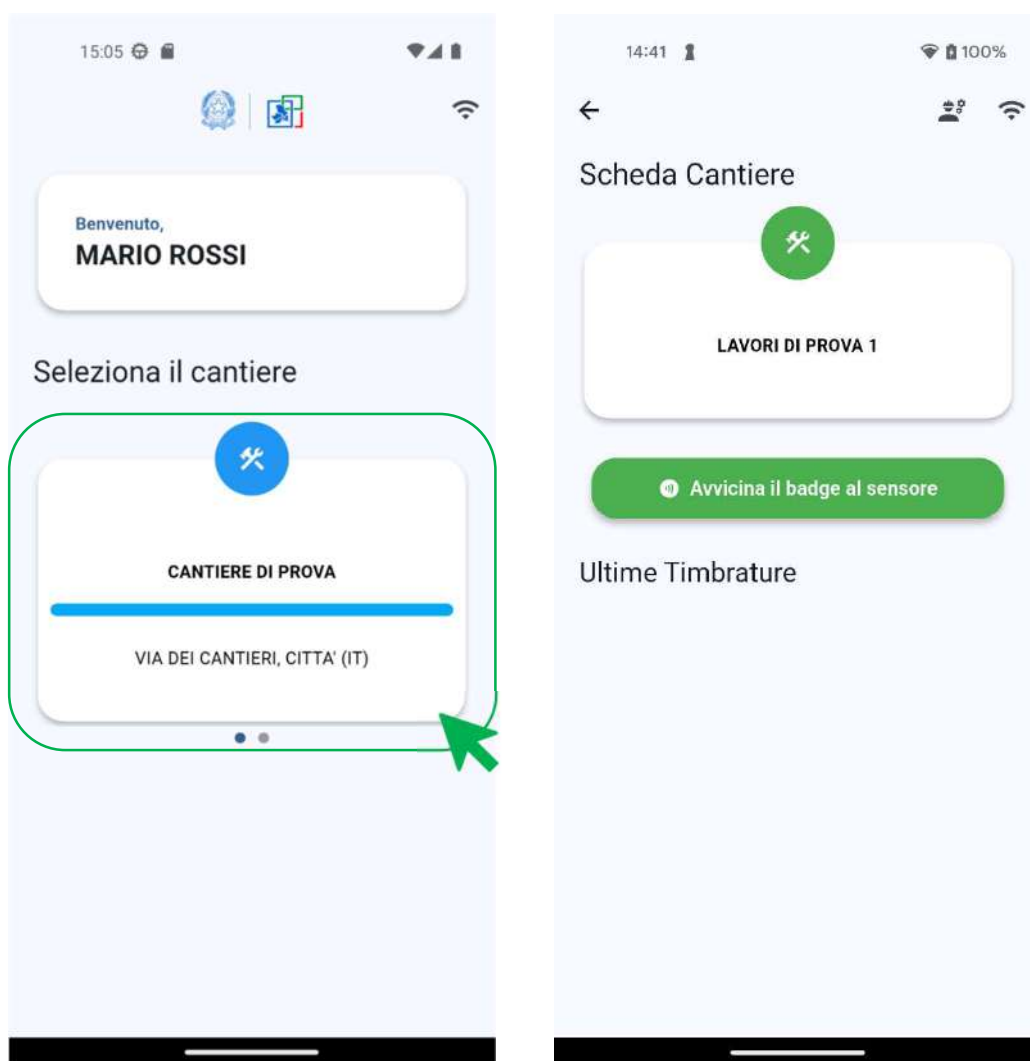 15:05
Benvenuto,
MARIO ROSSI
Seleziona il cantiere
CANTIERE DI PROVA
VIA DEI CANTIERI, CITTA' (IT)
14:41
100%
Scheda Cantiere
LAVORI DI PROVA 1
Avvicina il badge al sensore
Ultime Timbrature